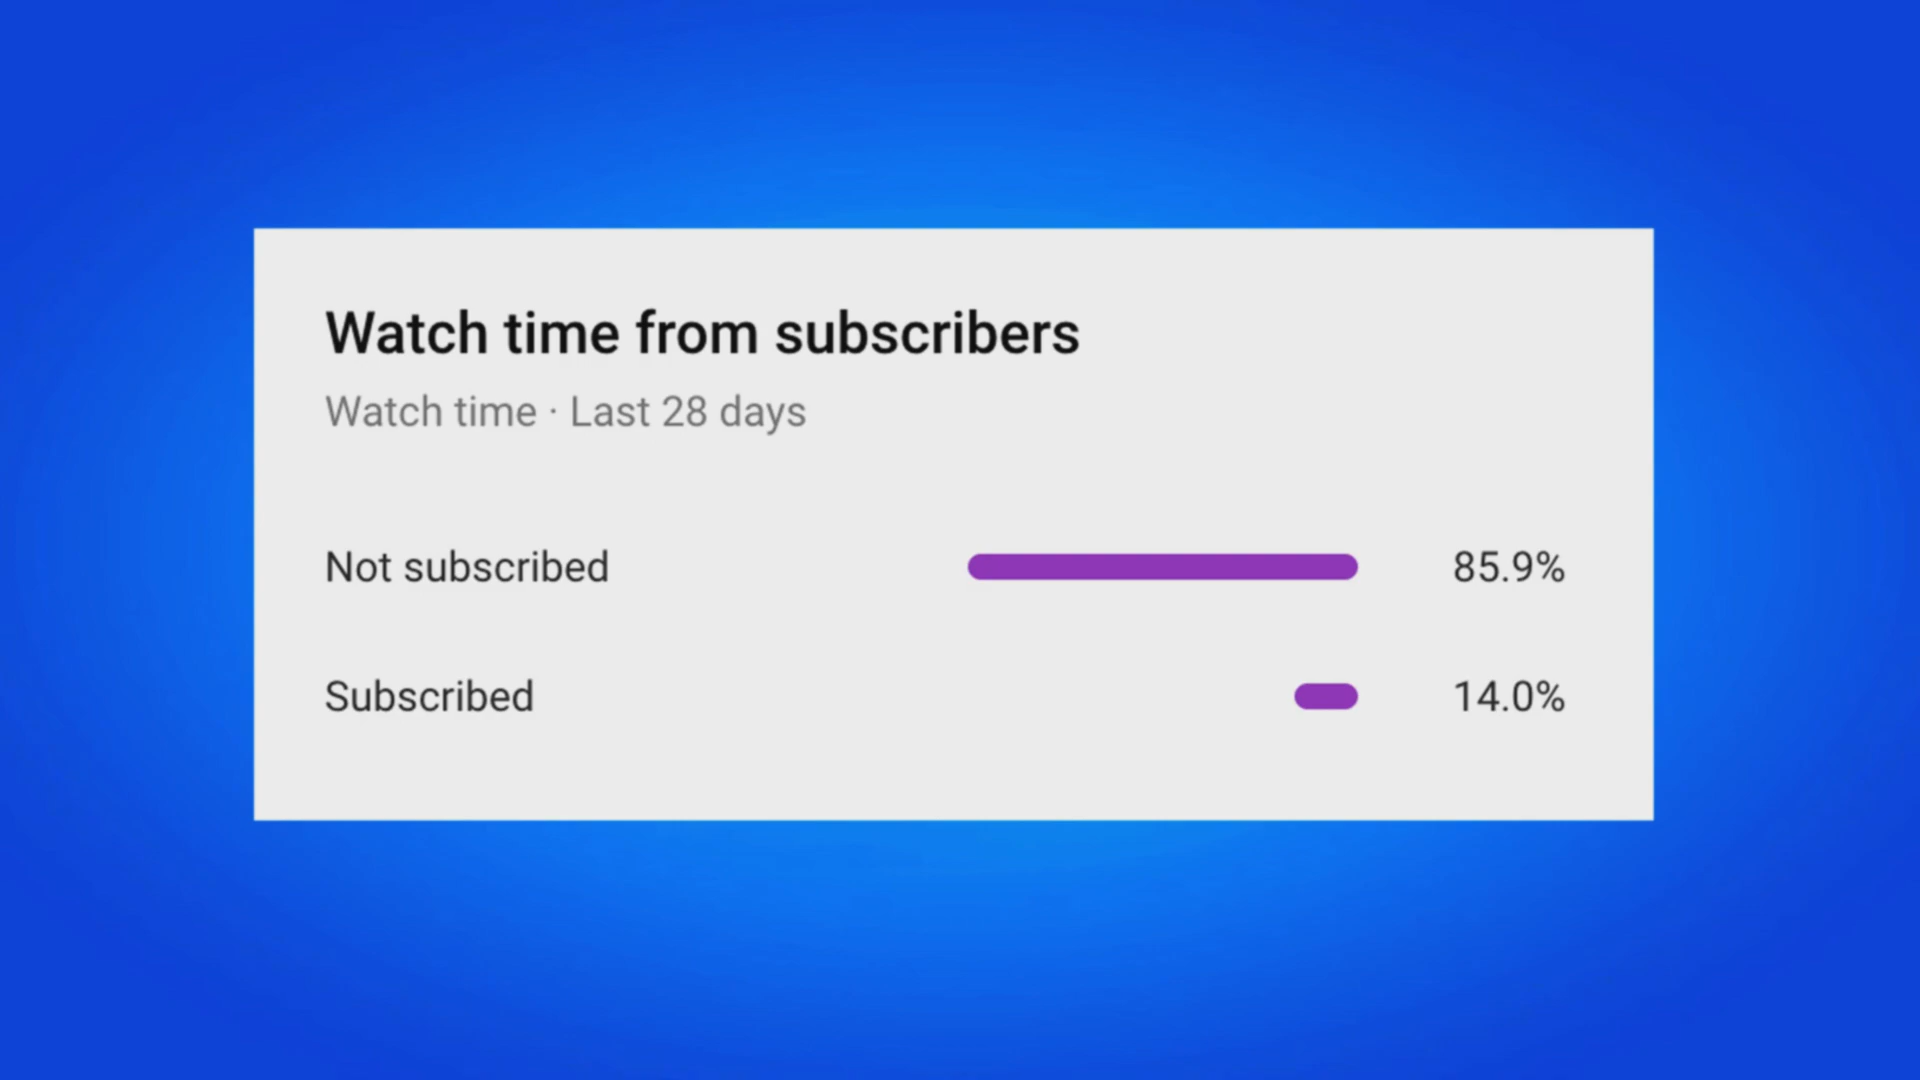 Watch time from subscribers
Watch time · Last 28 days
Not subscribed 85.9%
Subscribed 14.0%